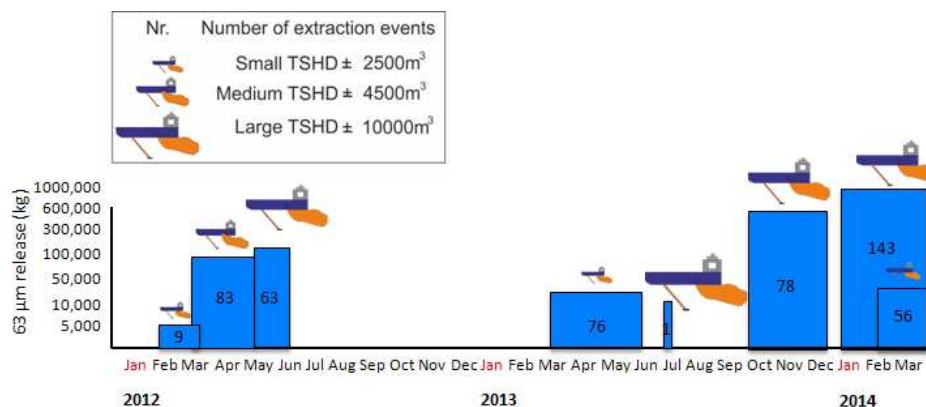 Nr. Number of extraction events
Small TSHD ± 2500m³
Medium TSHD ± 4500m³
Large TSHD ± 10000m³
63 µm release (kg)
1000,000
600,000
300,000
100,000
50,000
10,000
5,000
9
83
63
76
1
78
143
56
Jan Feb Mar Apr May Jun Jul Aug Sep Oct Nov Dec Jan Feb Mar Apr May Jun Jul Aug Sep Oct Nov Dec Jan Feb Mar
2012 2013 2014